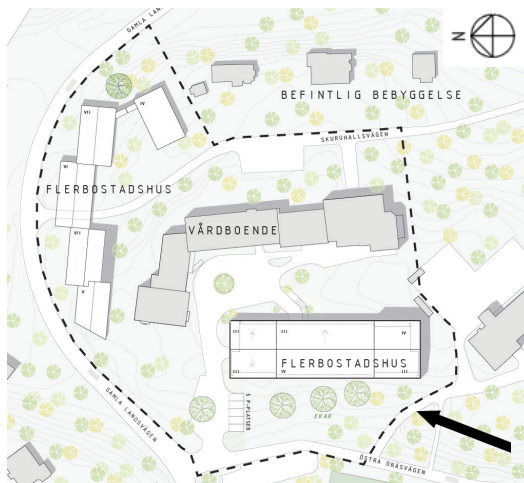 GAMLA LAN
N
BEFINTLIG BEBYGGELSE
VII
IV
SKURUHALLSVÄGEN
VI
FLERBOSTADSHUS
VÅRDBOENDE
VII
V
III
III
IV
FLERBOSTADSHUS
III
IV
III
5 P-PLATSER
EKAR
GAMLA LANDSVÄGEN
ÖSTRA GRÄSVÄGEN